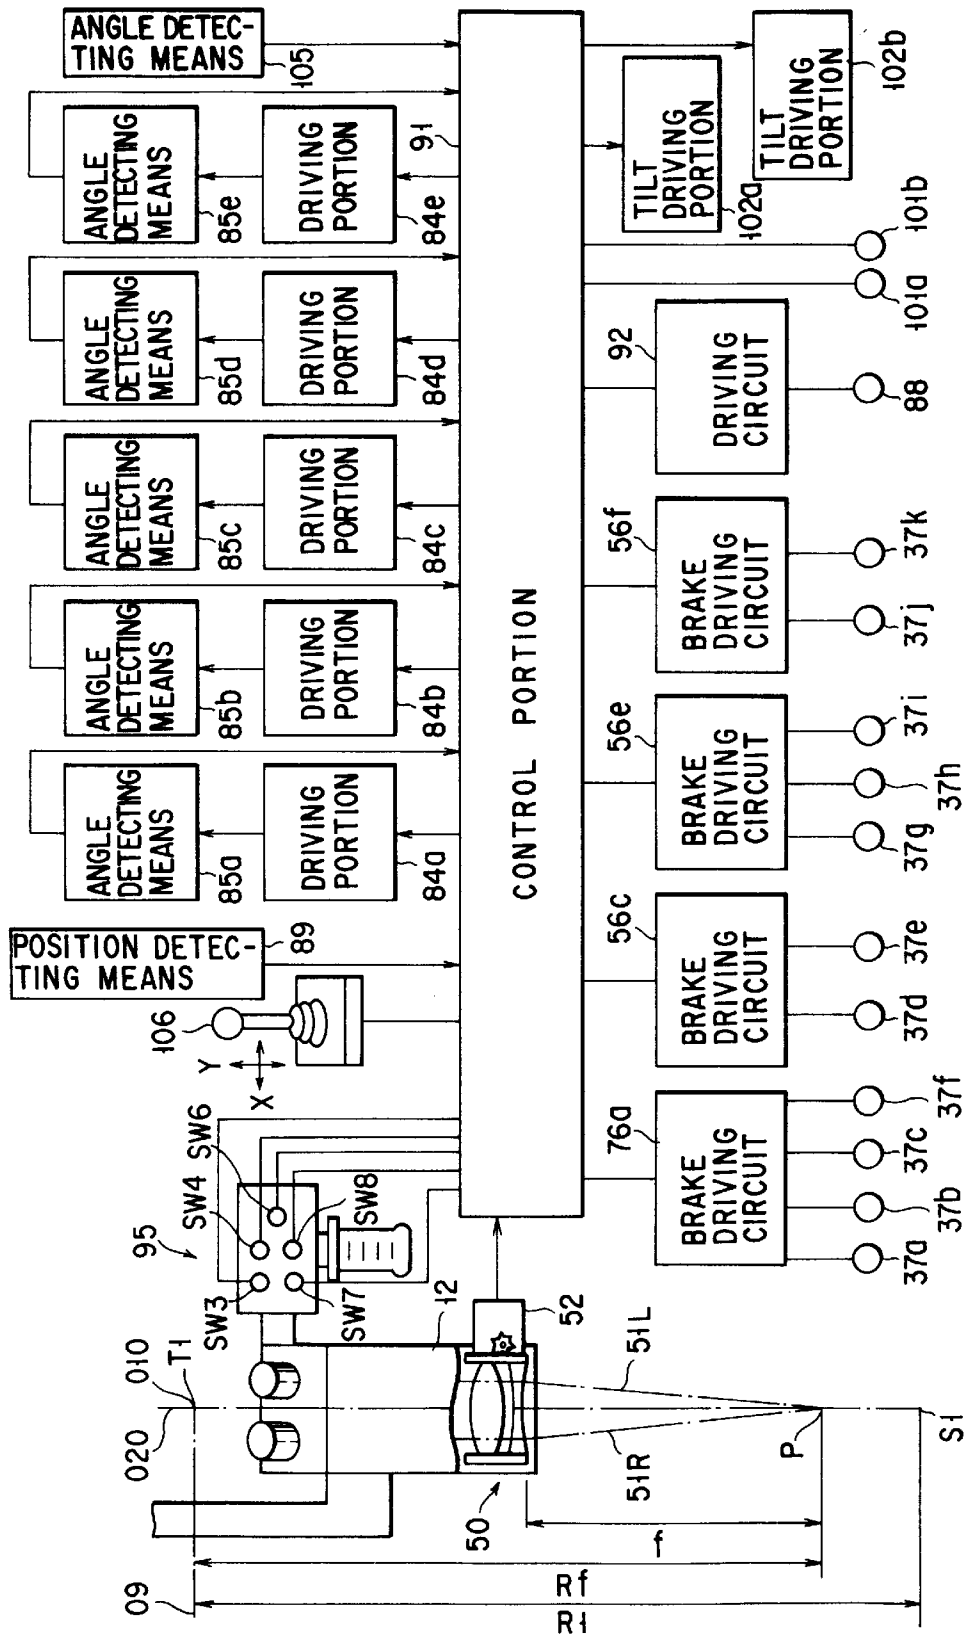 ANGLE DETEC-
TING MEANS
105
ANGLE
DETECTING
MEANS
85e
DRIVING
PORTION
84e
91
ANGLE
DETECTING
MEANS
85d
DRIVING
PORTION
84d
ANGLE
DETECTING
MEANS
85c
DRIVING
PORTION
84c
ANGLE
DETECTING
MEANS
85b
DRIVING
PORTION
84b
ANGLE
DETECTING
MEANS
85a
DRIVING
PORTION
84a
POSITION DETEC-
TING MEANS
89
106
Y
X
CONTROL PORTION
TILT
DRIVING
PORTION
102a
TILT
DRIVING
PORTION
102b
101b
101a
92
DRIVING
CIRCUIT
88
56f
BRAKE
DRIVING
CIRCUIT
37k
37j
56e
BRAKE
DRIVING
CIRCUIT
37i
37h
37g
56c
BRAKE
DRIVING
CIRCUIT
37e
37d
76a
BRAKE
DRIVING
CIRCUIT
37f
37c
37b
37a
95
SW4
SW6
SW3
SW7
SW8
12
52
50
51L
51R
P
S1
T1
010
020
09
f
Rf
R1